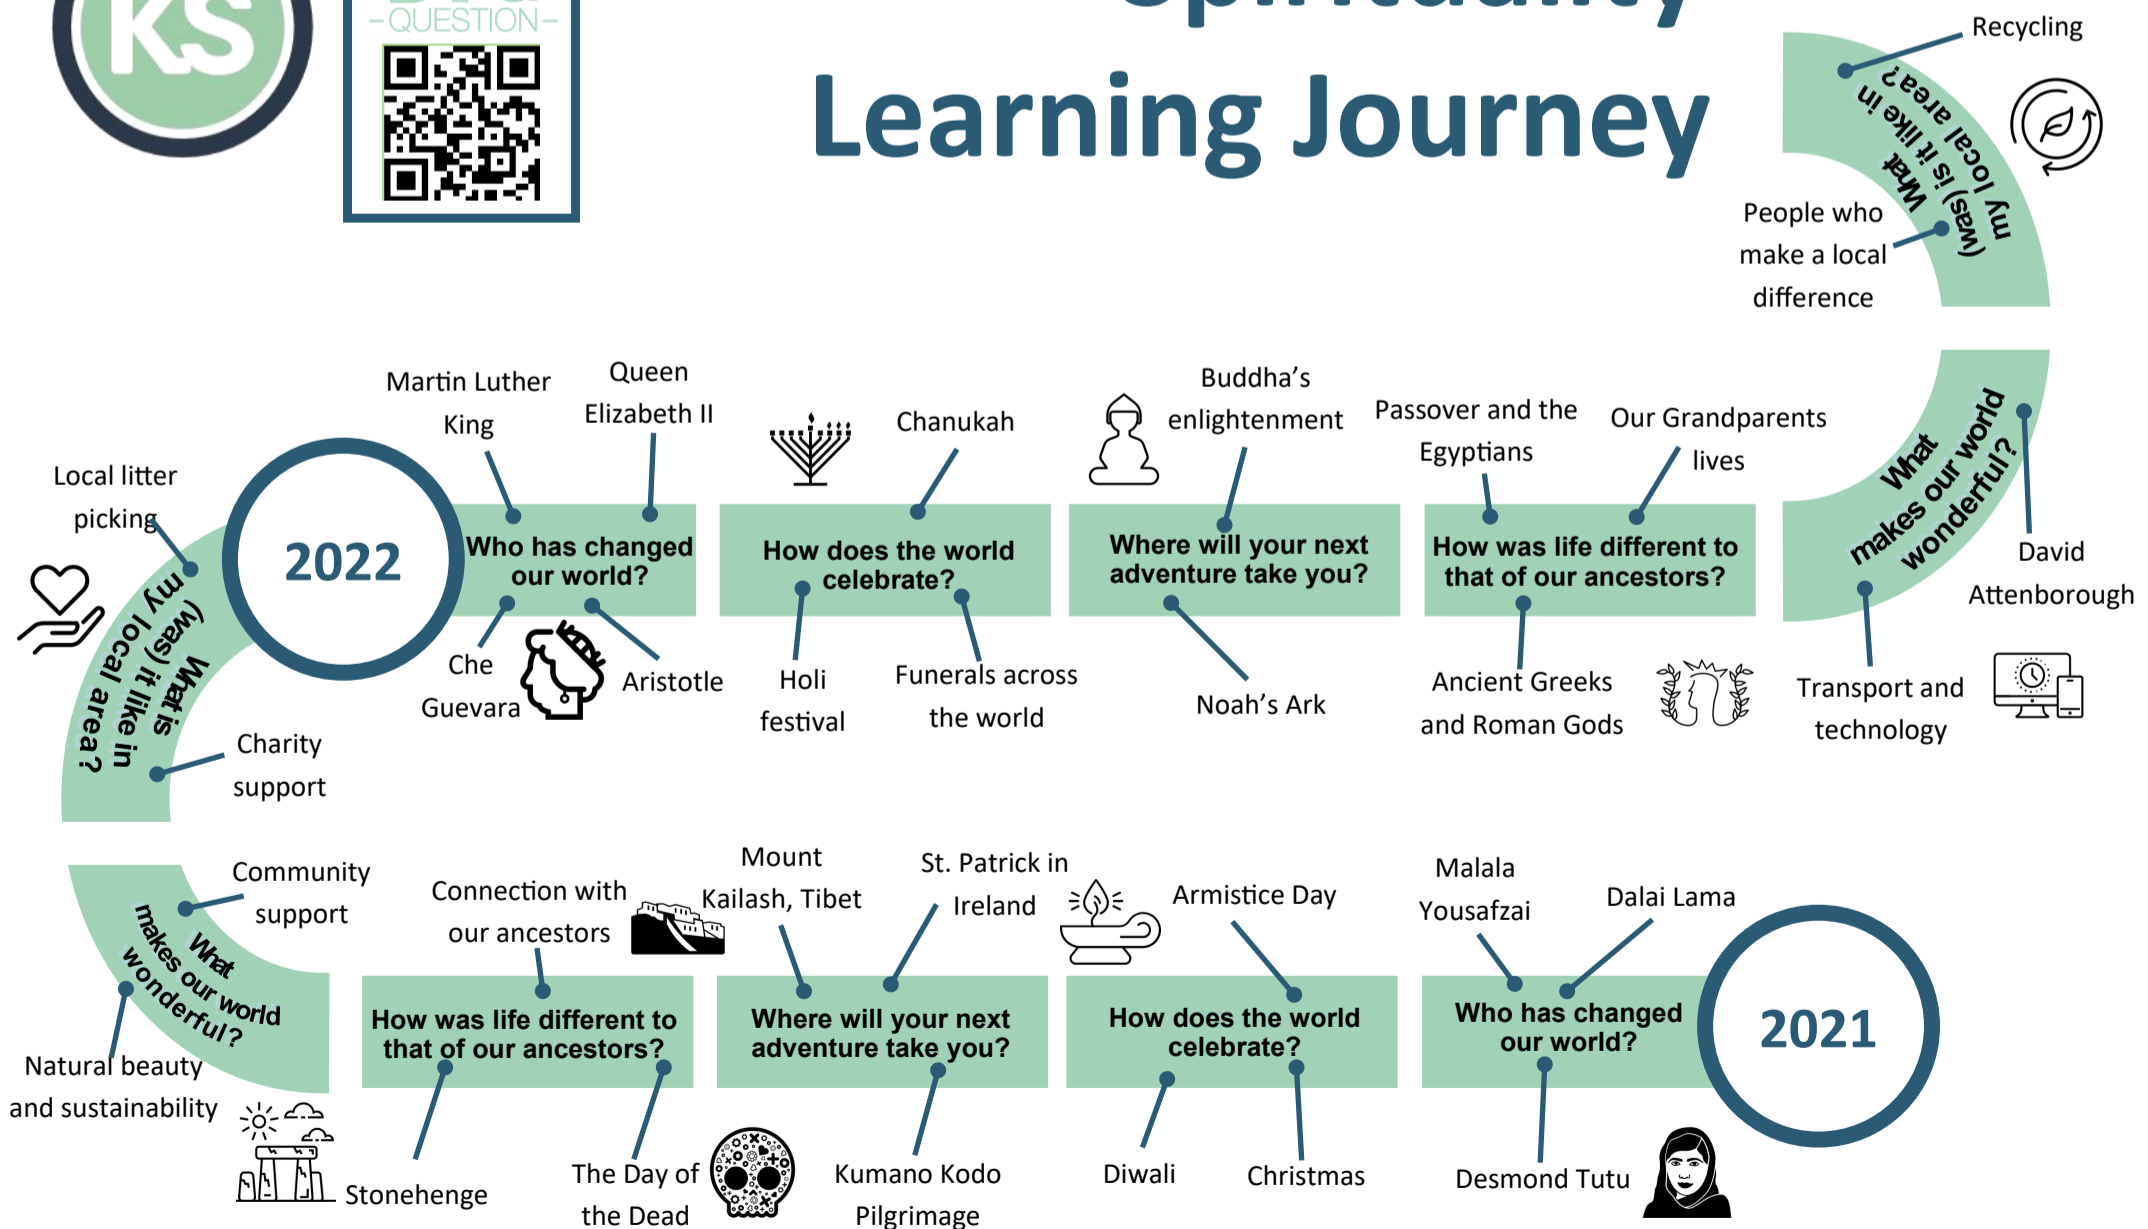 KS
-QUESTION-
Spirituality
Learning Journey
Recycling
What
(was) is it like in
my local area?
People who
make a local
difference
What
makes our world
wonderful?
David
Attenborough
Transport and
technology
Passover and the
Egyptians
Our Grandparents
lives
How was life different to
that of our ancestors?
Ancient Greeks
and Roman Gods
Buddha’s
enlightenment
Where will your next
adventure take you?
Noah’s Ark
Chanukah
How does the world
celebrate?
Holi
festival
Funerals across
the world
Martin Luther
King
Queen
Elizabeth II
Who has changed
our world?
Che
Guevara
Aristotle
2022
Local litter
picking
What is
(was) it like in
my local area?
Charity
support
Community
support
What
makes our world
wonderful?
Natural beauty
and sustainability
Connection with
our ancestors
How was life different to
that of our ancestors?
Stonehenge
The Day of
the Dead
Mount
Kailash, Tibet
St. Patrick in
Ireland
Where will your next
adventure take you?
Kumano Kodo
Pilgrimage
Armistice Day
How does the world
celebrate?
Diwali
Christmas
Malala
Yousafzai
Dalai Lama
Who has changed
our world?
Desmond Tutu
2021